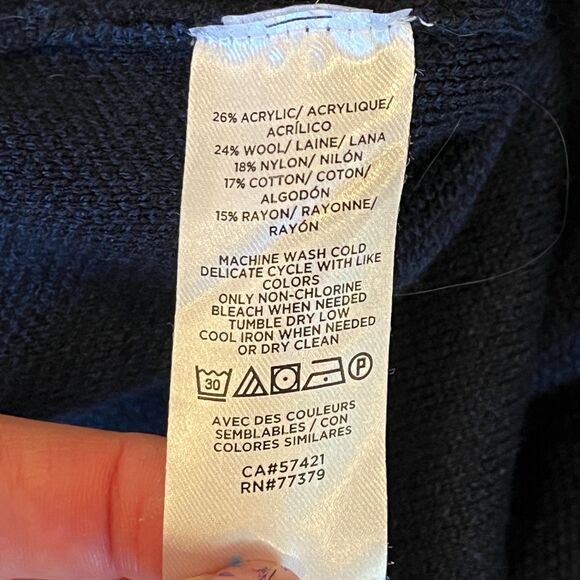 26% ACRYLIC/ ACRYLIQUE/
ACRÍLICO
24% WOOL/ LAINE/ LANA
18% NYLON/ NILÓN
17% COTTON/ COTON/
ALGODÓN
15% RAYON/ RAYONNE/
RAYÓN
MACHINE WASH COLD
DELICATE CYCLE WITH LIKE
COLORS
ONLY NON-CHLORINE
BLEACH WHEN NEEDED
TUMBLE DRY LOW
COOL IRON WHEN NEEDED
OR DRY CLEAN
30 P
AVEC DES COULEURS
SEMBLABLES / CON
COLORES SIMILARES
CA#57421
RN#77379